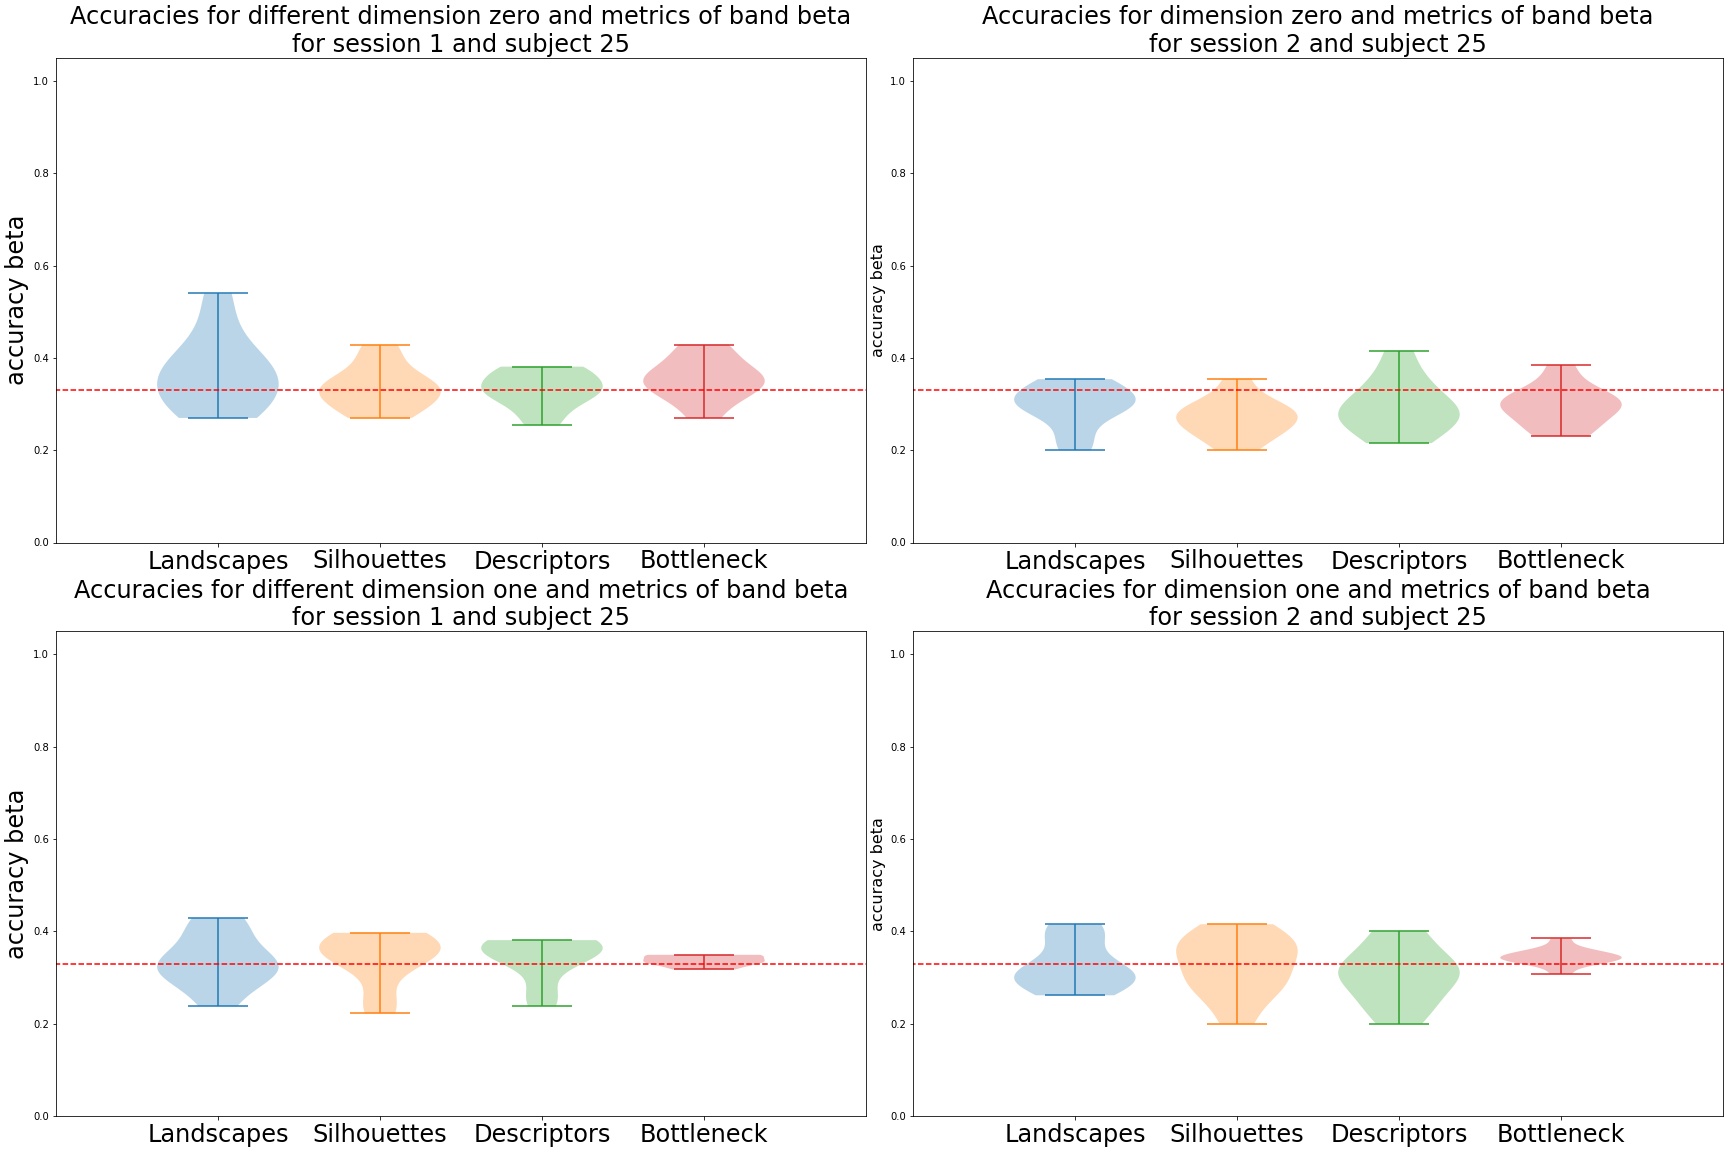 Accuracies for different dimension zero and metrics of band beta
for session 1 and subject 25
accuracy beta
1.0
0.8
0.6
0.4
0.2
0.0
Landscapes Silhouettes Descriptors Bottleneck
Accuracies for dimension zero and metrics of band beta
for session 2 and subject 25
accuracy beta
1.0
0.8
0.6
0.4
0.2
0.0
Landscapes Silhouettes Descriptors Bottleneck
Accuracies for different dimension one and metrics of band beta
for session 1 and subject 25
accuracy beta
1.0
0.8
0.6
0.4
0.2
0.0
Landscapes Silhouettes Descriptors Bottleneck
Accuracies for dimension one and metrics of band beta
for session 2 and subject 25
accuracy beta
1.0
0.8
0.6
0.4
0.2
0.0
Landscapes Silhouettes Descriptors Bottleneck